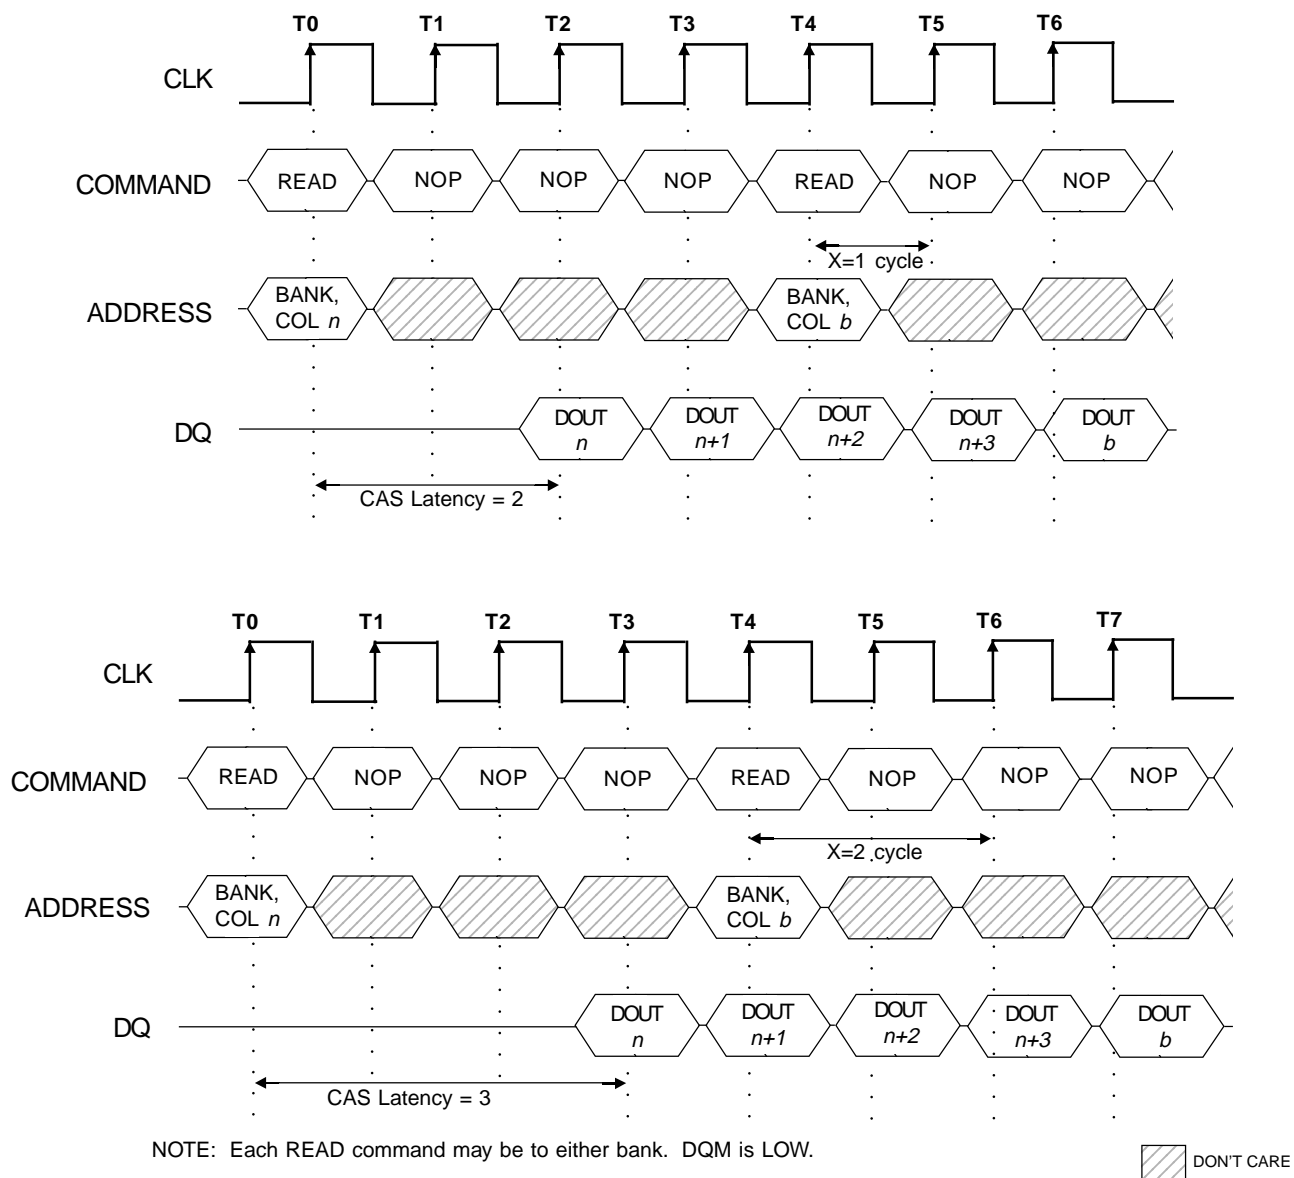 T0 T1 T2 T3 T4 T5 T6
CLK
COMMAND READ NOP NOP NOP READ NOP NOP
X=1 cycle
ADDRESS BANK, COL n BANK, COL b
DQ DOUT n DOUT n+1 DOUT n+2 DOUT n+3 DOUT b
CAS Latency = 2
T0 T1 T2 T3 T4 T5 T6 T7
CLK
COMMAND READ NOP NOP NOP READ NOP NOP NOP
X=2 cycle
ADDRESS BANK, COL n BANK, COL b
DQ DOUT n DOUT n+1 DOUT n+2 DOUT n+3 DOUT b
CAS Latency = 3
NOTE: Each READ command may be to either bank. DQM is LOW.
DON'T CARE